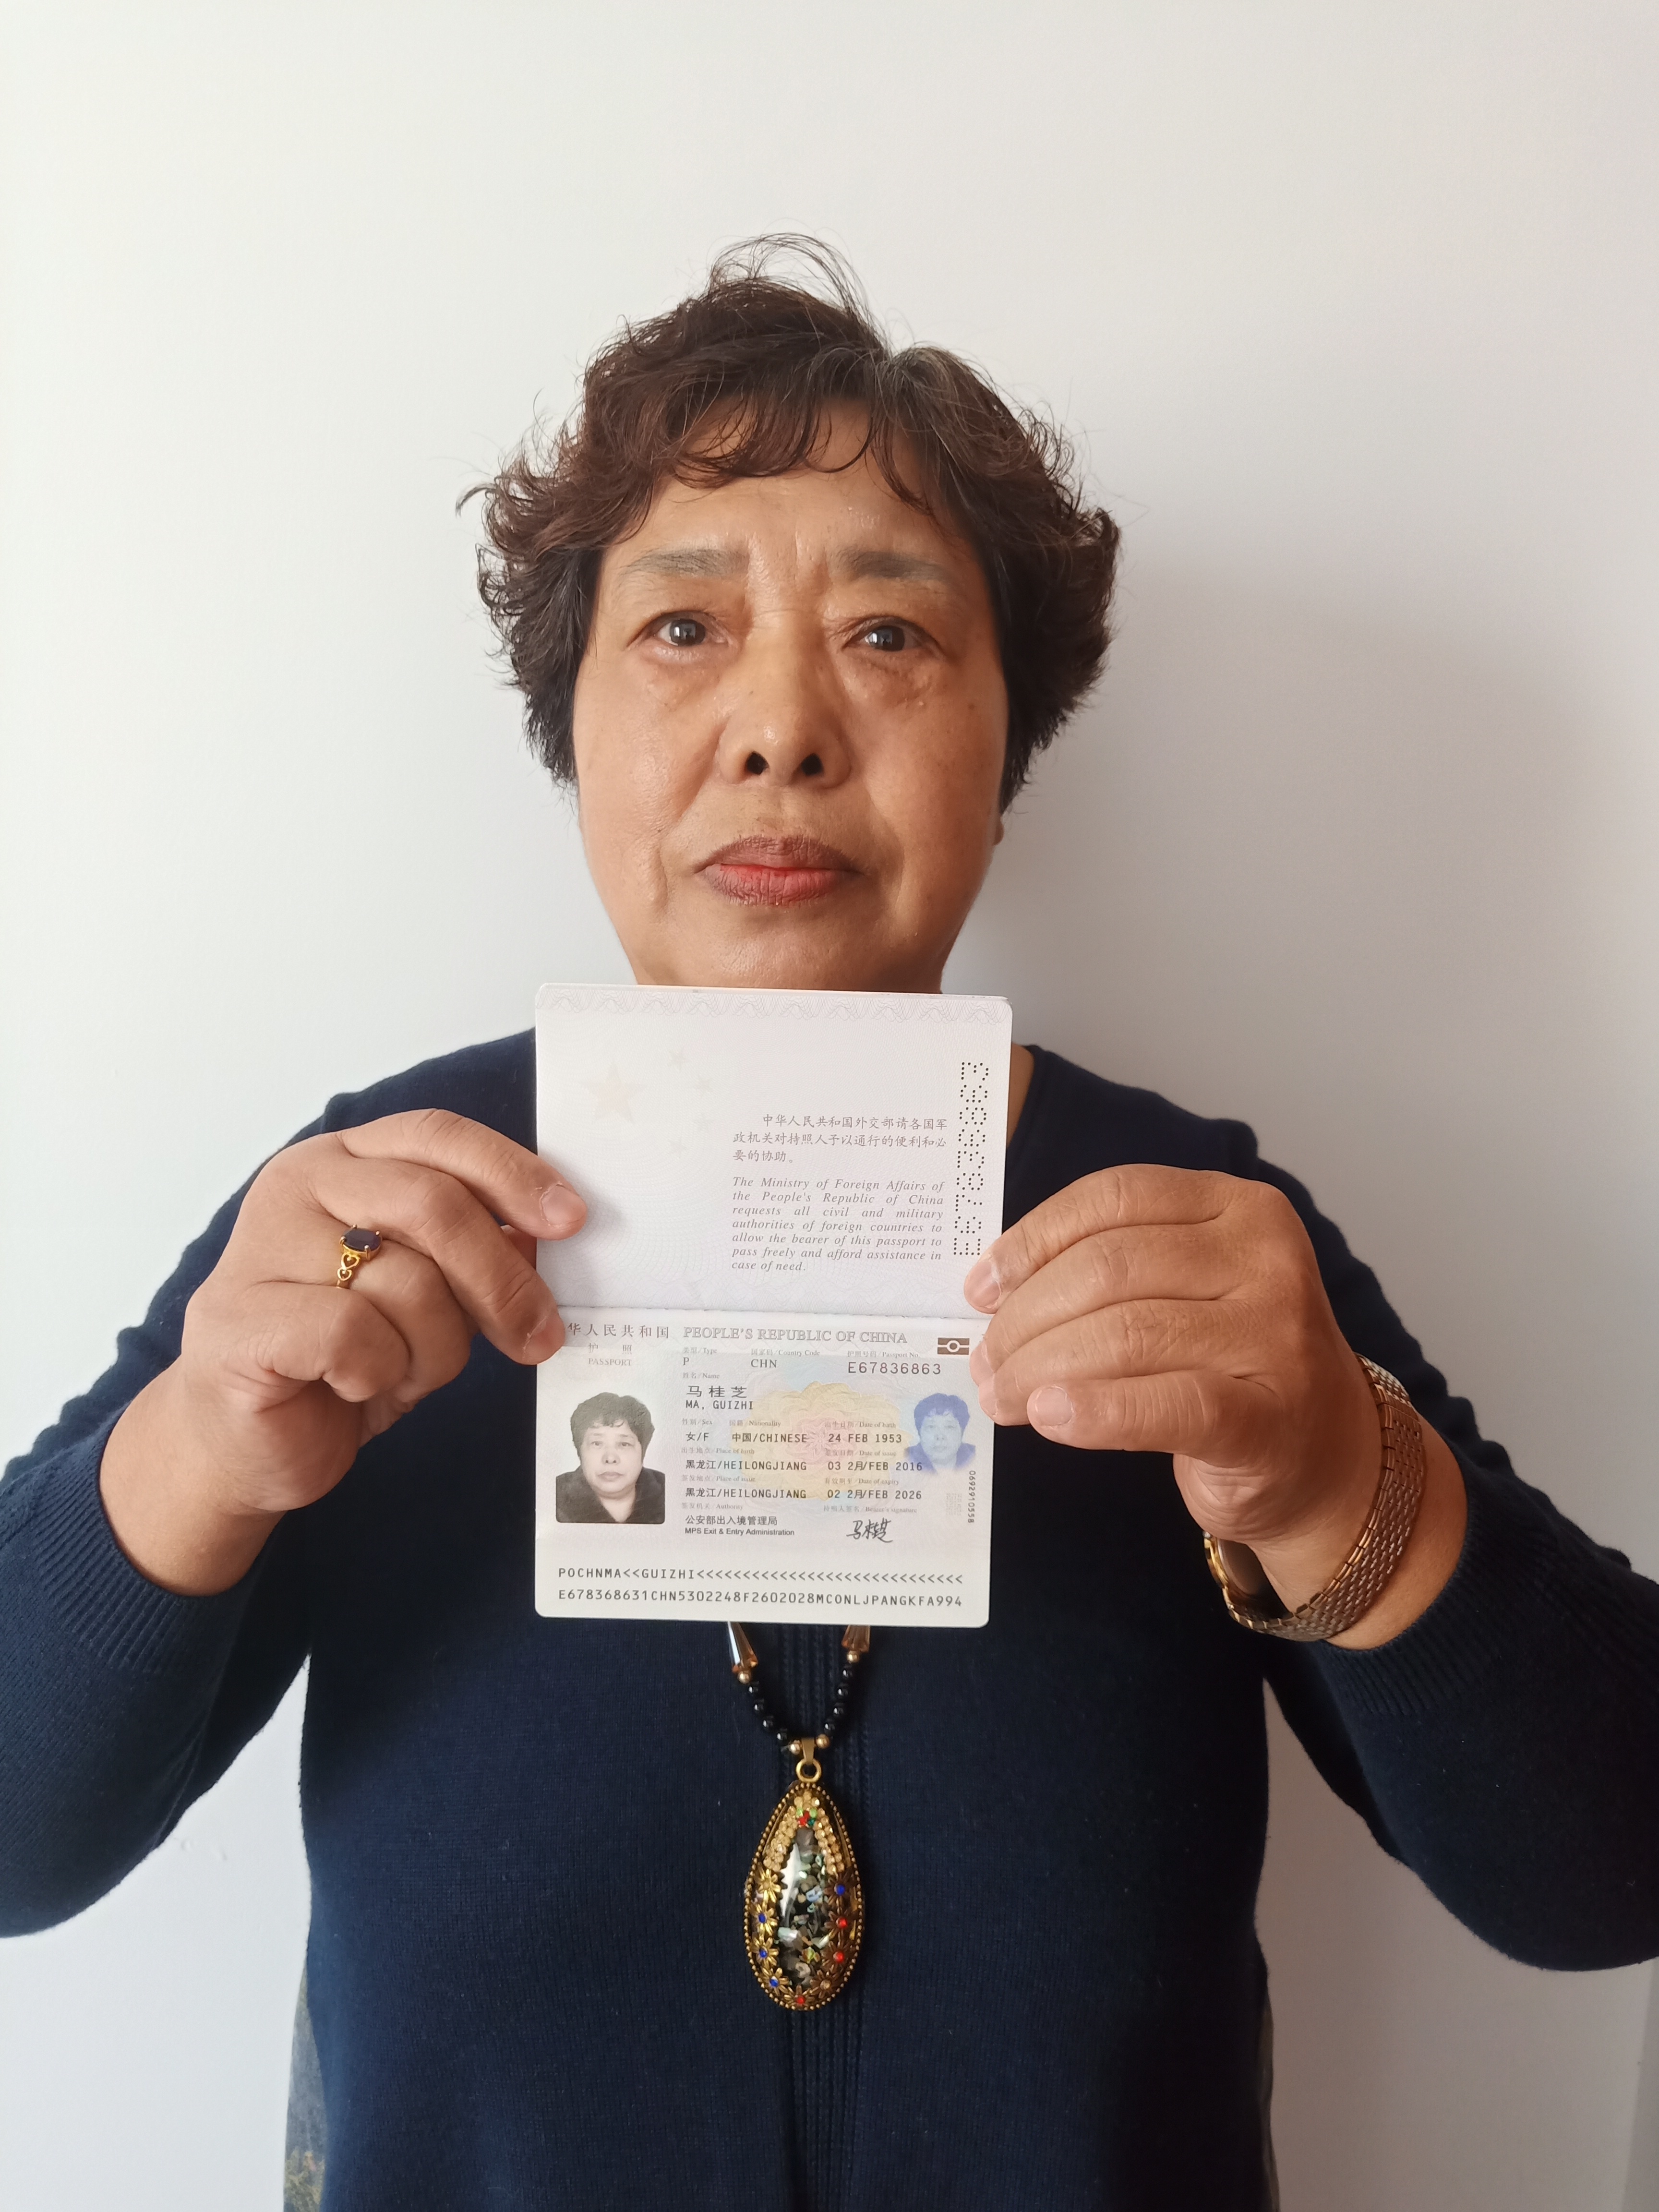 中华人民共和国外交部请各国军
政机关对持照人予以通行的便利和必
要的协助。
The Ministry of Foreign Affairs of
the People's Republic of China
requests all civil and military
authorities of foreign countries to
allow the bearer of this passport to
pass freely and afford assistance in
case of need.
E67836863
华人民共和国 PEOPLE'S REPUBLIC OF CHINA
护 照
PASSPORT
类型/Type 国家码/Country Code 护照号码/Passport No.
P CHN E67836863
姓名/Name
马桂芝
MA, GUIZHI
性别/Sex 国籍/Nationality 出生日期/Date of birth
女/F 中国/CHINESE 24 FEB 1953
出生地点/Place of birth 签发日期/Date of issue
黑龙江/HEILONGJIANG 03 2月/FEB 2016
签发地点/Place of issue 有效期至/Date of expiry
黑龙江/HEILONGJIANG 02 2月/FEB 2026
签发机关/Authority 持照人签名/Bearer's signature
公安部出入境管理局
MPS Exit & Entry Administration
马桂芝
0692910558
POCHNMA<<GUIZHI<<<<<<<<<<<<<<<<<<<<<<<<<<<<<
E678368631CHN5302248F2602028MCONLJPANGKFA994